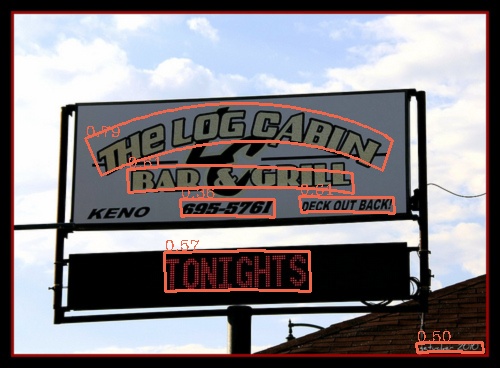 THE LOG CABIN
BAR & GRILL
KENO
695-5761
DECK OUT BACK!
TONIGHTS